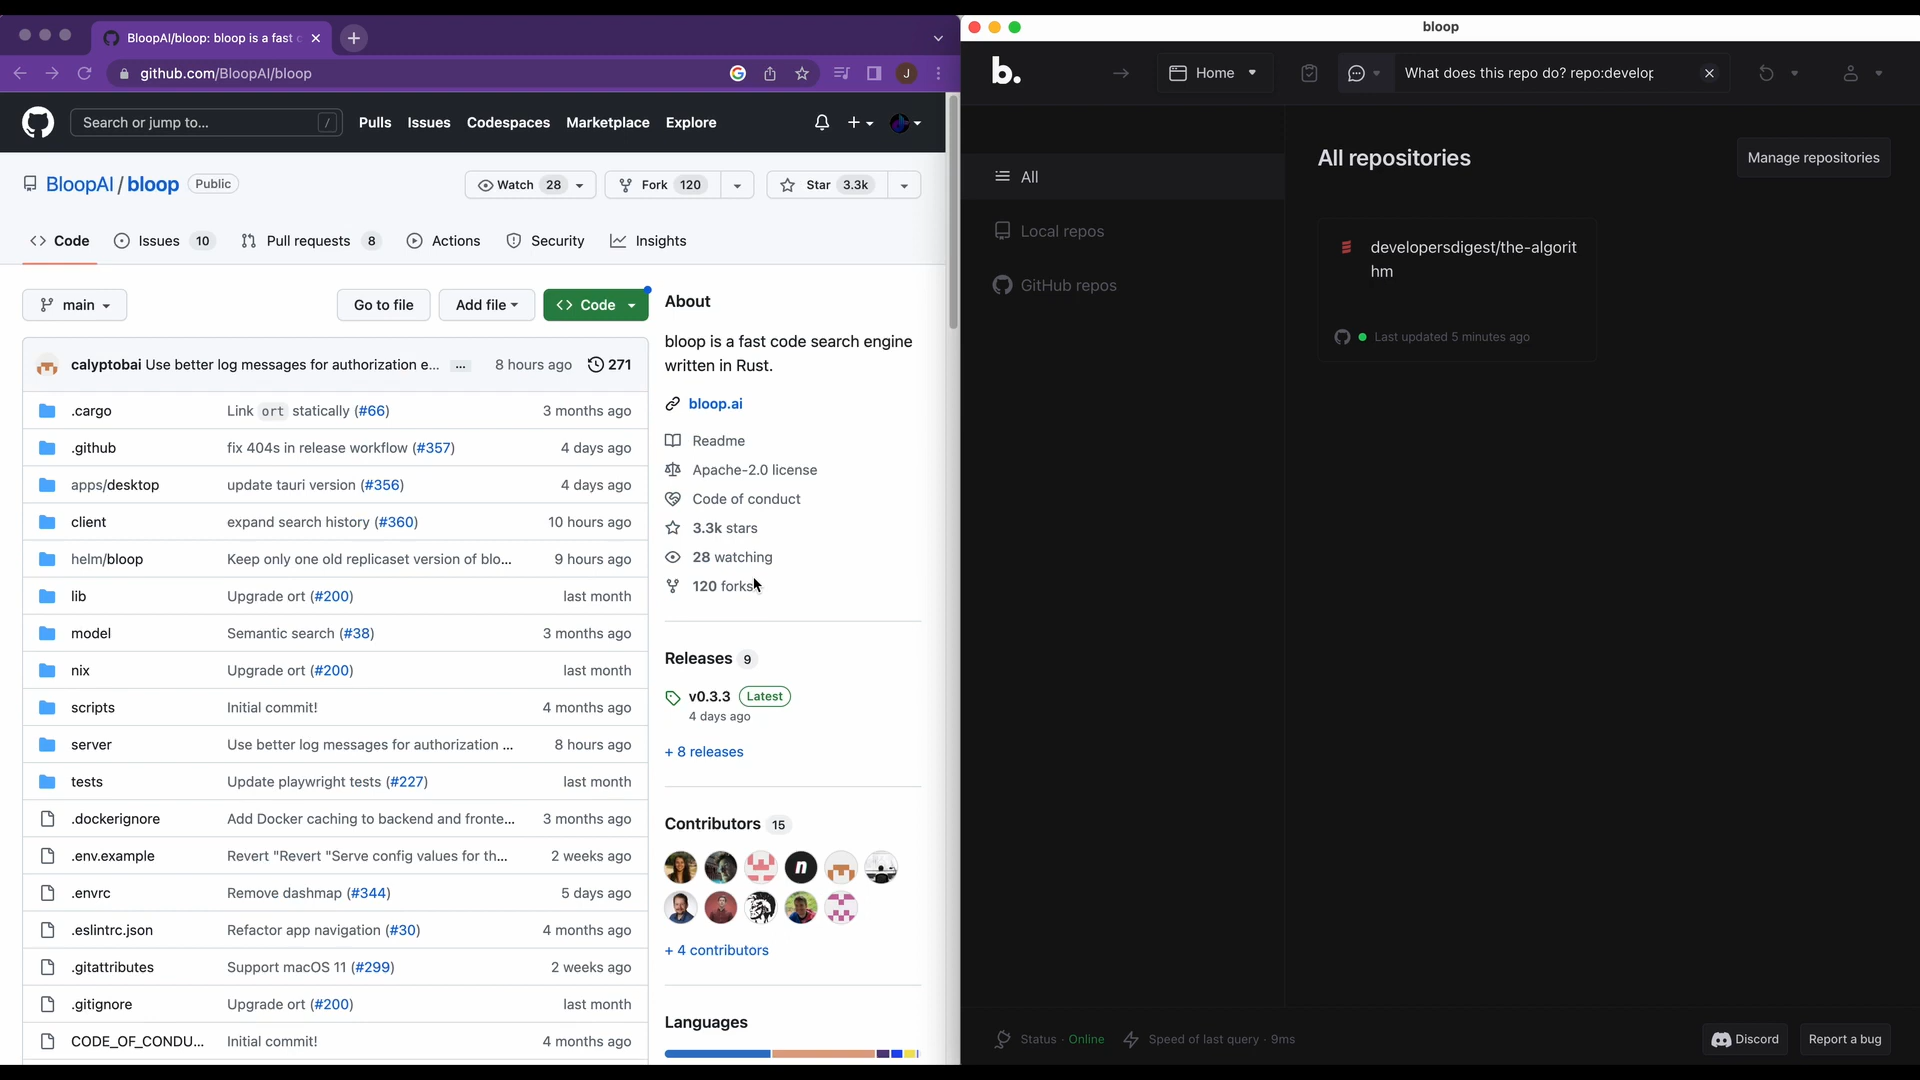 BloopAI/bloop: bloop is a fast c
github.com/BloopAI/bloop
J
Search or jump to...
/
Pulls
Issues
Codespaces
Marketplace
Explore
BloopAI / bloop
Public
Watch 28
Fork 120
Star 3.3k
Code
Issues 10
Pull requests 8
Actions
Security
Insights
main
Go to file
Add file
Code
calyptobai Use better log messages for authorization e... ... 8 hours ago 271
.cargo Link ort statically (#66) 3 months ago
.github fix 404s in release workflow (#357) 4 days ago
apps/desktop update tauri version (#356) 4 days ago
client expand search history (#360) 10 hours ago
helm/bloop Keep only one old replicaset version of blo... 9 hours ago
lib Upgrade ort (#200) last month
model Semantic search (#38) 3 months ago
nix Upgrade ort (#200) last month
scripts Initial commit! 4 months ago
server Use better log messages for authorization ... 8 hours ago
tests Update playwright tests (#227) last month
.dockerignore Add Docker caching to backend and fronte... 3 months ago
.env.example Revert "Revert "Serve config values for th... 2 weeks ago
.envrc Remove dashmap (#344) 5 days ago
.eslintrc.json Refactor app navigation (#30) 4 months ago
.gitattributes Support macOS 11 (#299) 2 weeks ago
.gitignore Upgrade ort (#200) last month
CODE_OF_CONDU... Initial commit! 4 months ago
About
bloop is a fast code search engine
written in Rust.
bloop.ai
Readme
Apache-2.0 license
Code of conduct
3.3k stars
28 watching
120 forks
Releases 9
v0.3.3 Latest
4 days ago
+ 8 releases
Contributors 15
n
+ 4 contributors
Languages
bloop
b.
Home
What does this repo do? repo:develop
All
Local repos
GitHub repos
All repositories
Manage repositories
developersdigest/the-algorit
hm
Last updated 5 minutes ago
Status · Online
Speed of last query · 9ms
Discord
Report a bug